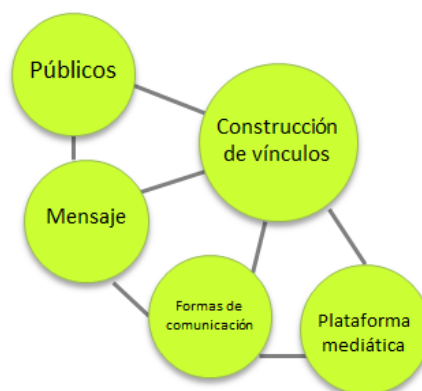 Públicos
Construcción
de vínculos
Mensaje
Formas de
comunicación
Plataforma
mediática